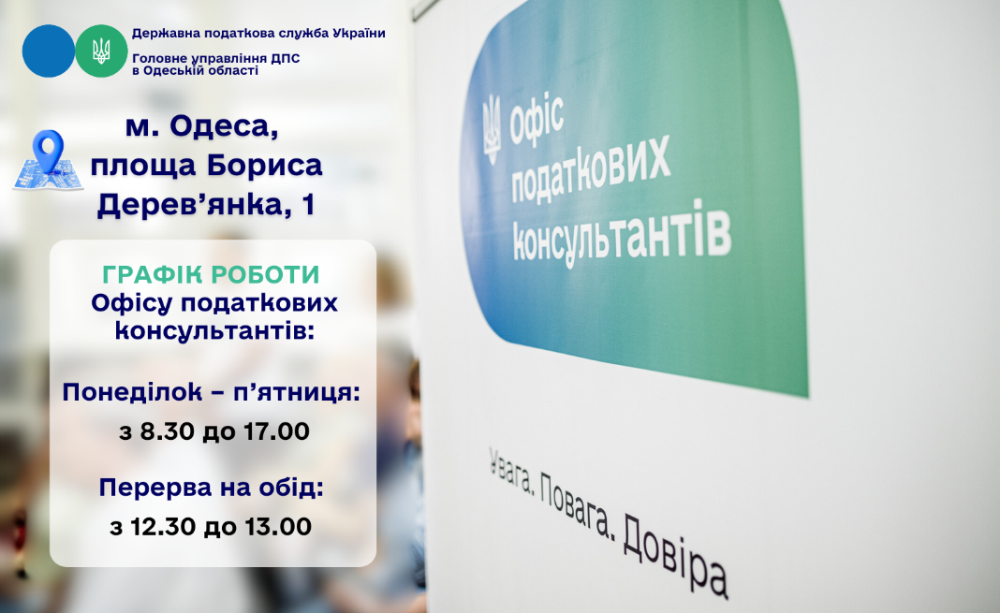 Державна податкова служба України
Головне управління ДПС
в Одеській області
м. Одеса,
площа Бориса
Дерев’янка, 1
ГРАФІК РОБОТИ
Офісу податкових
консультантів:
Понеділок – п’ятниця:
з 8.30 до 17.00
Перерва на обід:
з 12.30 до 13.00
Офіс
податкових
консультантів
Увага. Повага. Довіра